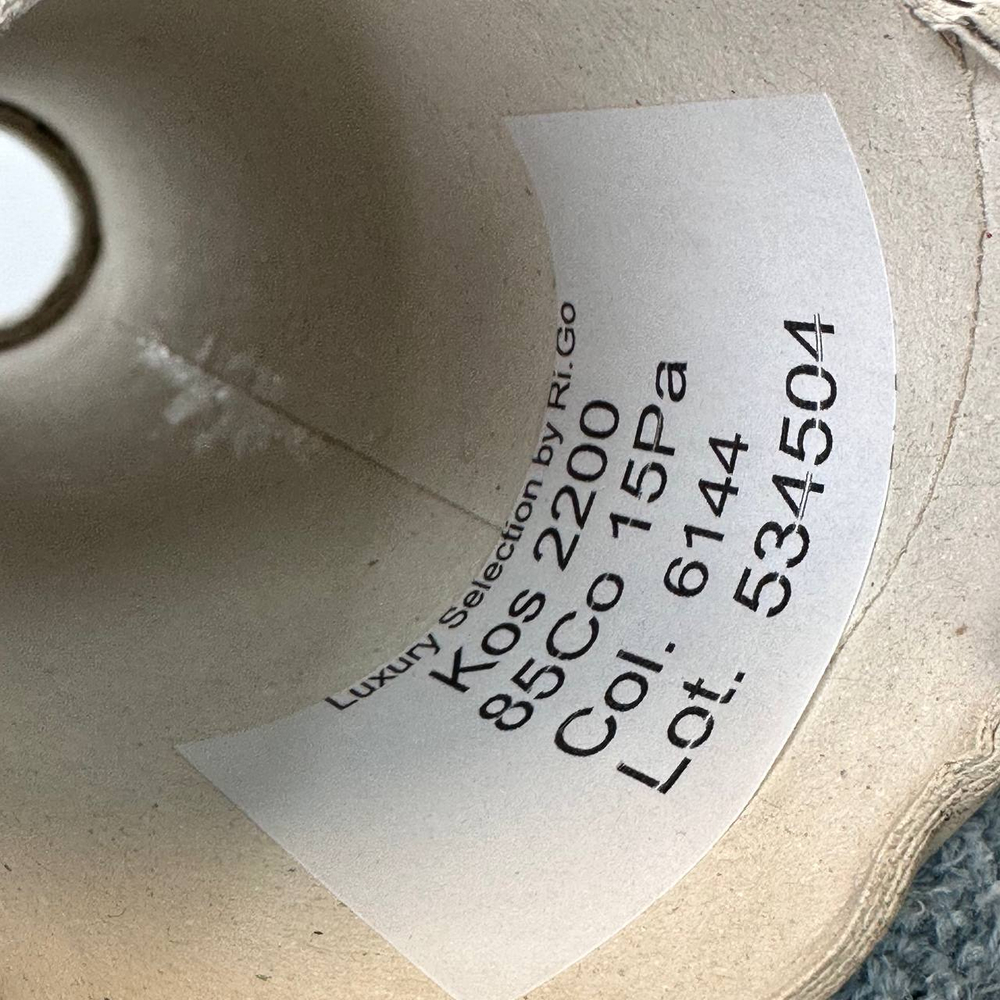 Luxury Selection by Ri.Go
Kos 2200
85Co 15Pa
Col. 6144
Lot. 534504